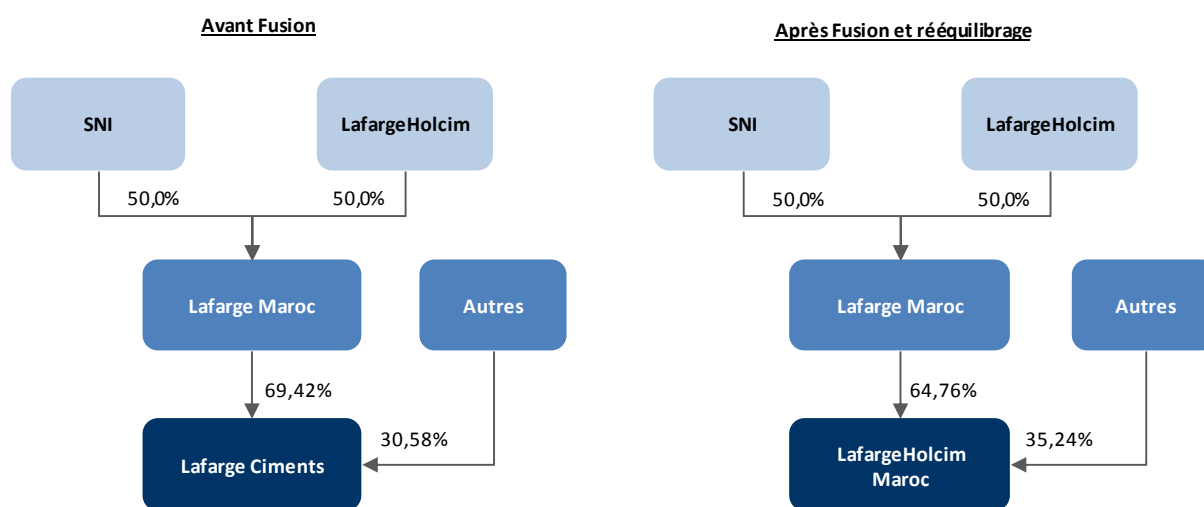 Avant Fusion
SNI
LafargeHolcim
50,0%
50,0%
Lafarge Maroc
Autres
69,42%
30,58%
Lafarge Ciments
Après Fusion et rééquilibrage
SNI
LafargeHolcim
50,0%
50,0%
Lafarge Maroc
Autres
64,76%
35,24%
LafargeHolcim
Maroc